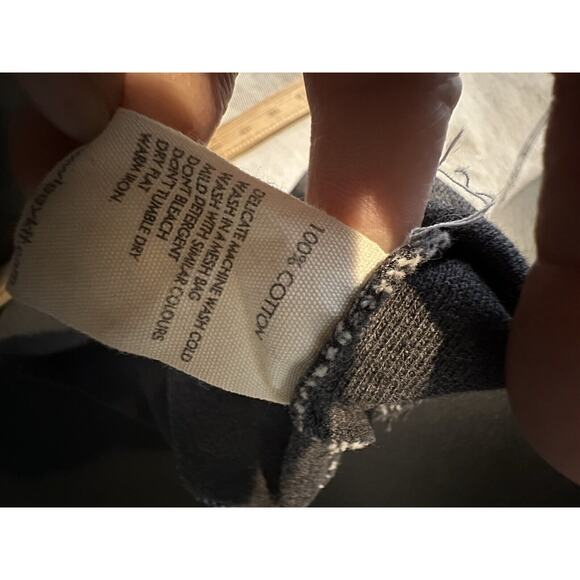 100% COTTON
DELICATE MACHINE WASH COLD
WASH IN A MESH BAG
WASH WITH SIMILAR COLOURS
MILD DETERGENT
DON'T BLEACH
DON'T TUMBLE DRY
DRY FLAT
WARM IRON.